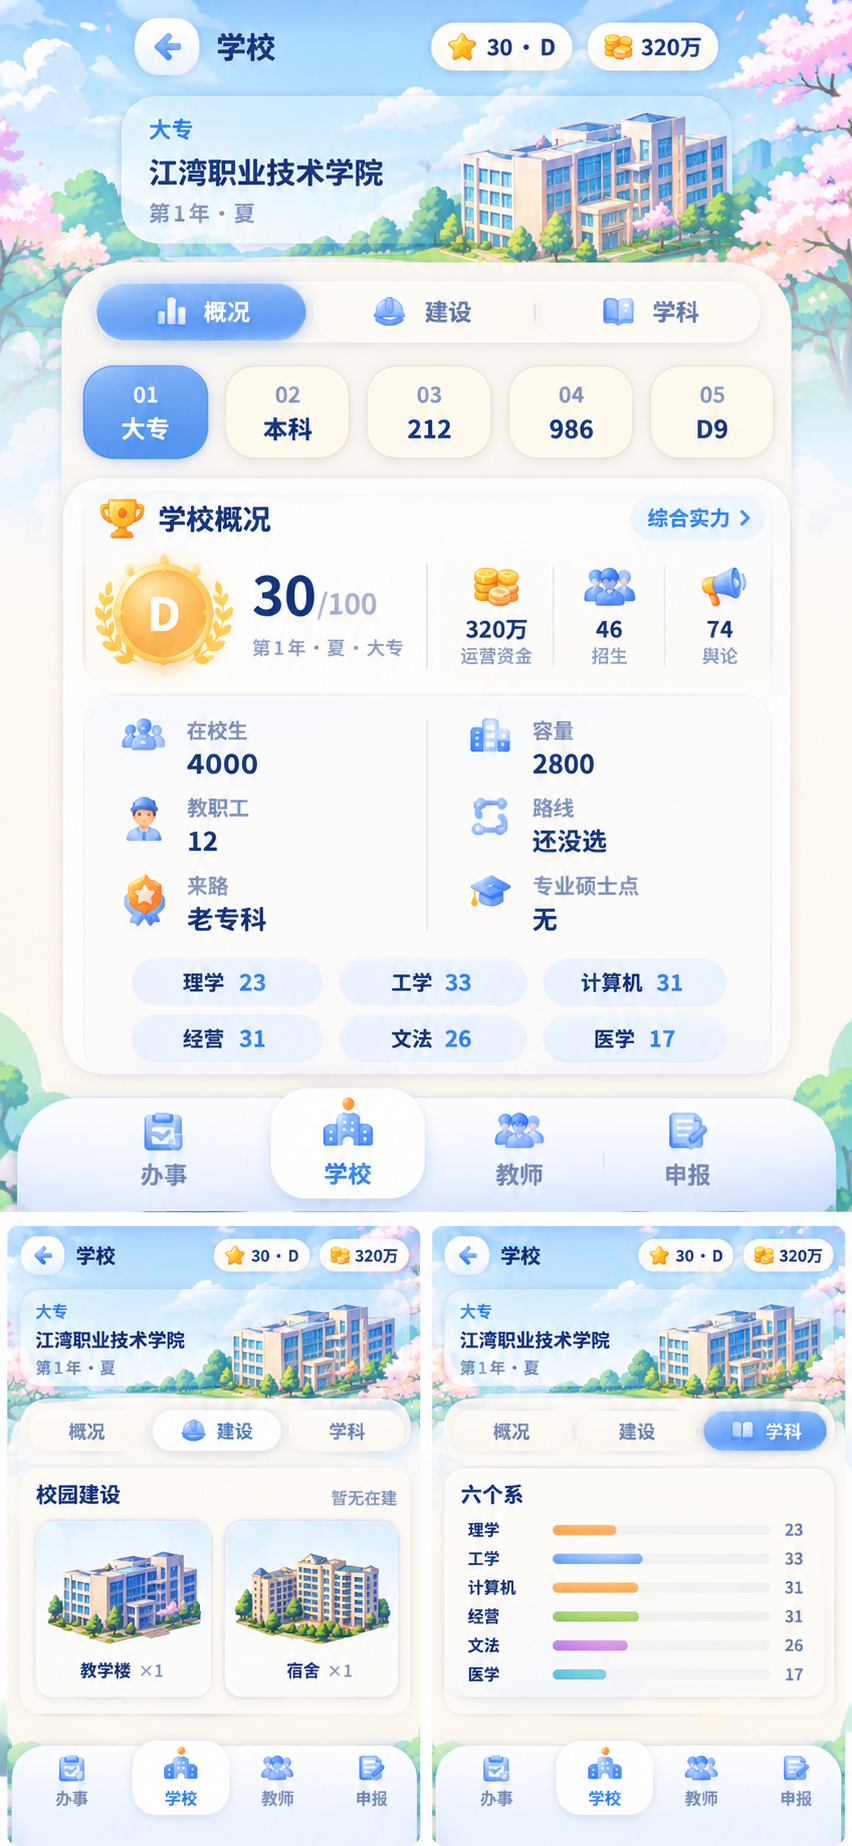 学校
30 · D
320万
大专
江湾职业技术学院
第1年 · 夏
概况
建设
学科
01
大专
02
本科
03
212
04
986
05
D9
学校概况
综合实力 >
D
30/100
第1年 · 夏 · 大专
320万
运营资金
46
招生
74
舆论
在校生
4000
容量
2800
教职工
12
路线
还没选
来路
老专科
专业硕士点
无
理学 23
工学 33
计算机 31
经营 31
文法 26
医学 17
办事
学校
教师
申报
学校
30 · D
320万
大专
江湾职业技术学院
第1年 · 夏
概况
建设
学科
校园建设
暂无在建
教学楼 ×1
宿舍 ×1
办事
学校
教师
申报
学校
30 · D
320万
大专
江湾职业技术学院
第1年 · 夏
概况
建设
学科
六个系
理学 23
工学 33
计算机 31
经营 31
文法 26
医学 17
办事
学校
教师
申报